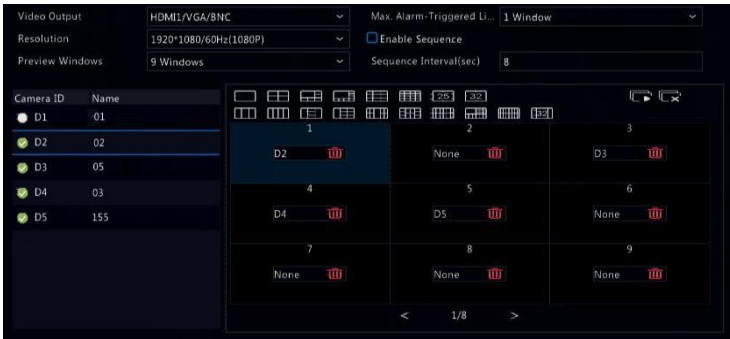 Video Output HDMI1/VGA/BNC Max. Alarm-Triggered Li... 1 Window
Resolution 1920*1080/60Hz(1080P) Enable Sequence
Preview Windows 9 Windows Sequence Interval(sec) 8
Camera ID Name
25 32
D1 01
32
1 2 3
D2 02
D2 None D3
D3 05
4 5 6
D4 03
D4 D5 None
D5 155
7 8 9
None None None
< 1/8 >